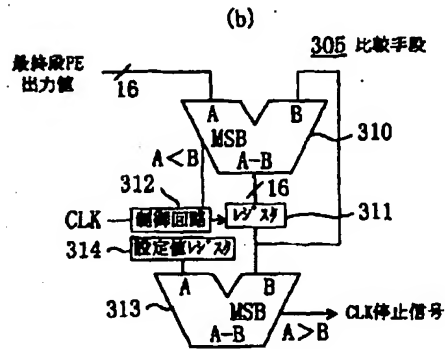 (b)
305 比較手段
最終段PE
出力値
16
A B
MSB
A-B
310
A<B
312
16
CLK
制御回路
レジスタ
311
314
設定値レジスタ
A B
313
MSB
A-B
A>B
CLK停止信号